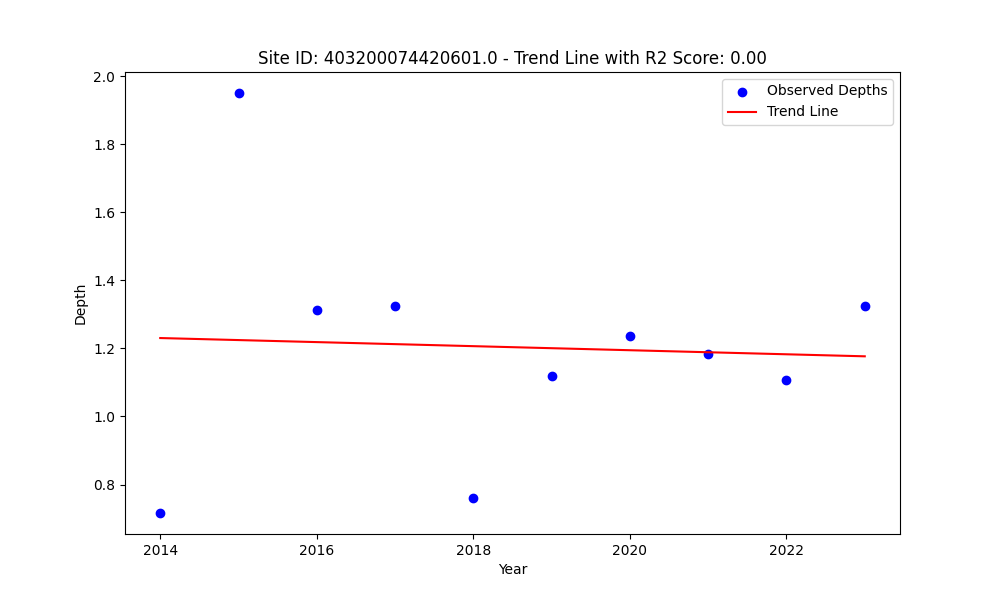 Site ID: 403200074420601.0 - Trend Line with R2 Score: 0.00
Observed Depths
Trend Line
2.0
1.8
1.6
1.4
1.2
1.0
0.8
Depth
2014
2016
2018
2020
2022
Year